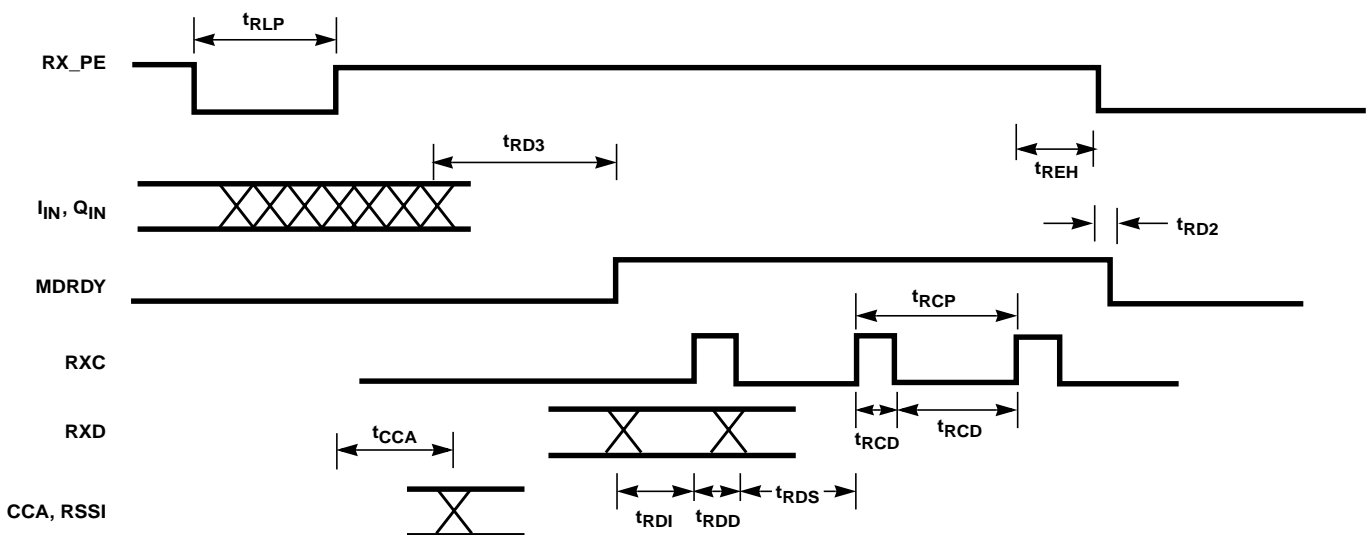 tRLP
RX_PE
tRD3
tREH
IIN, QIN
tRD2
MDRDY
tRCP
RXC
RXD
tRCD
tRCD
tCCA
tRDI
tRDD
tRDS
CCA, RSSI